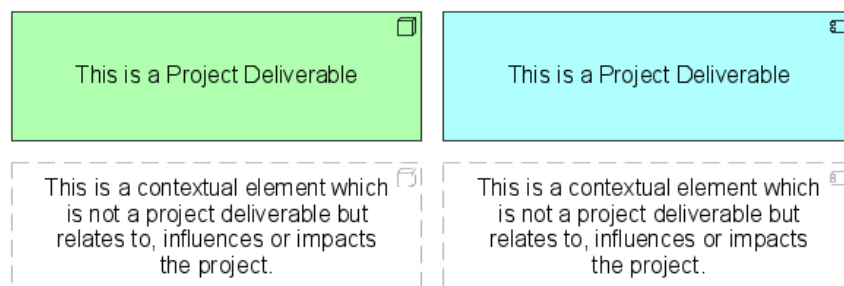 This is a Project Deliverable
This is a Project Deliverable
This is a contextual element which
is not a project deliverable but
relates to, influences or impacts
the project.
This is a contextual element which
is not a project deliverable but
relates to, influences or impacts
the project.